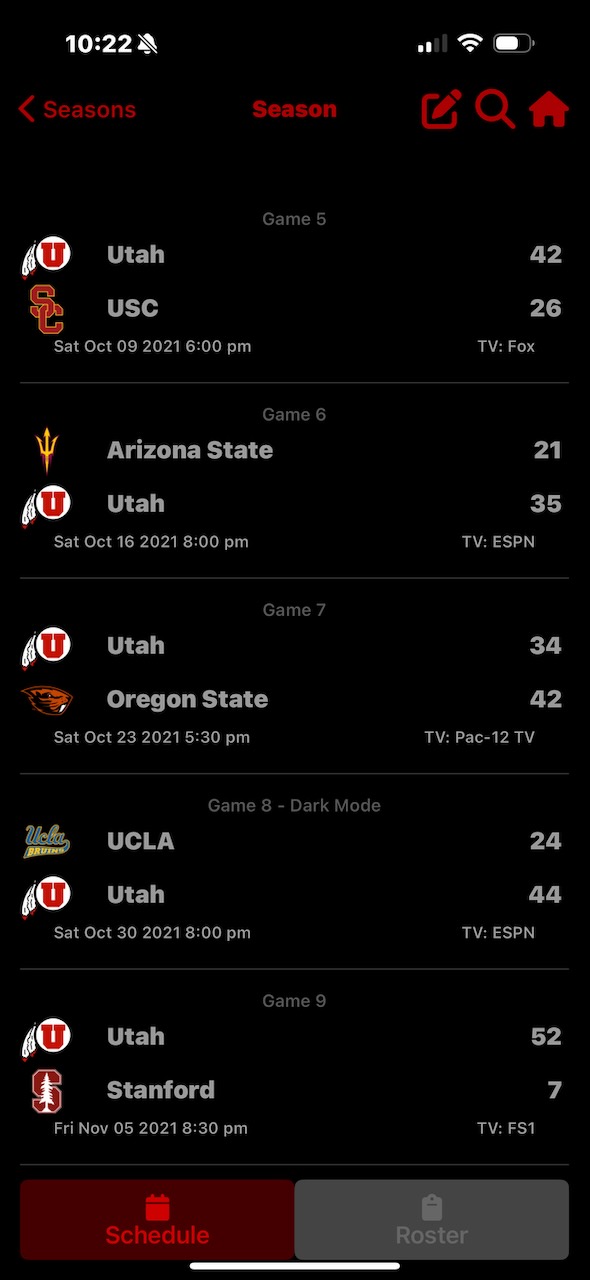 10:22
Seasons
Season
Game 5
Utah 42
USC 26
Sat Oct 09 2021 6:00 pm TV: Fox
Game 6
Arizona State 21
Utah 35
Sat Oct 16 2021 8:00 pm TV: ESPN
Game 7
Utah 34
Oregon State 42
Sat Oct 23 2021 5:30 pm TV: Pac-12 TV
Game 8 - Dark Mode
UCLA 24
Utah 44
Sat Oct 30 2021 8:00 pm TV: ESPN
Game 9
Utah 52
Stanford 7
Fri Nov 05 2021 8:30 pm TV: FS1
Schedule
Roster